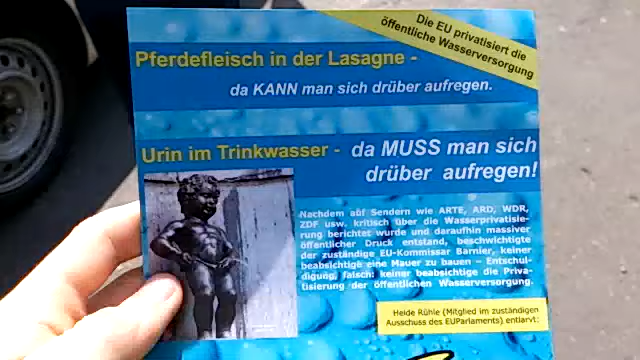 Die EU privatisiert die
öffentliche Wasserversorgung
Pferdefleisch in der Lasagne -
da KANN man sich drüber aufregen.
Urin im Trinkwasser - da MUSS man sich
drüber aufregen!
Nachdem auf Sendern wie ARTE, ARD, WDR,
ZDF usw. kritisch über die Wasserprivatisie-
rung berichtet wurde und daraufhin massiver
öffentlicher Druck entstand, beschwichtigte
der zuständige EU-Kommissar Barnier, keiner
beabsichtige eine Mauer zu bauen – Entschul-
digung, falsch: keiner beabsichtige die Priva-
tisierung der öffentlichen Wasserversorgung.
Heide Rühle (Mitglied im zuständigen
Ausschuss des EUParlaments) entlarvt: